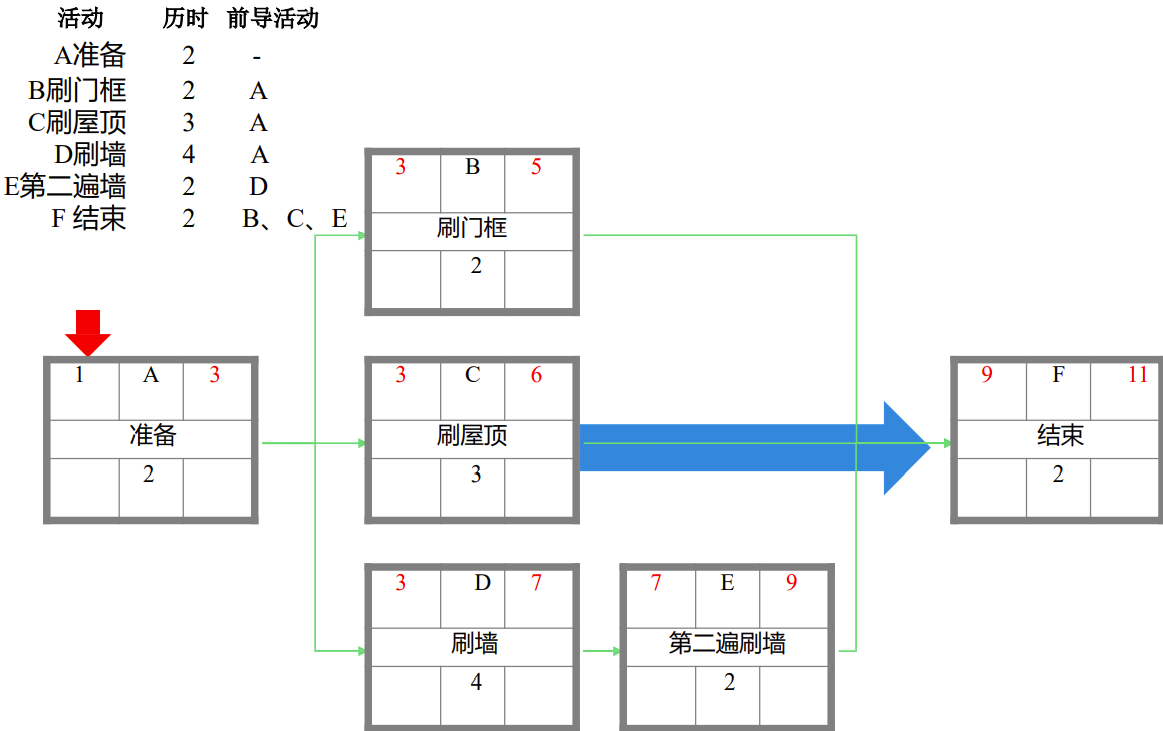 活动 历时 前导活动
A准备 2 -
B刷门框 2 A
C刷屋顶 3 A
D刷墙 4 A
E第二遍墙 2 D
F 结束 2 B、C、E
3 B 5
刷门框
2
1 A 3
准备
2
3 C 6
刷屋顶
3
9 F 11
结束
2
3 D 7
刷墙
4
7 E 9
第二遍刷墙
2